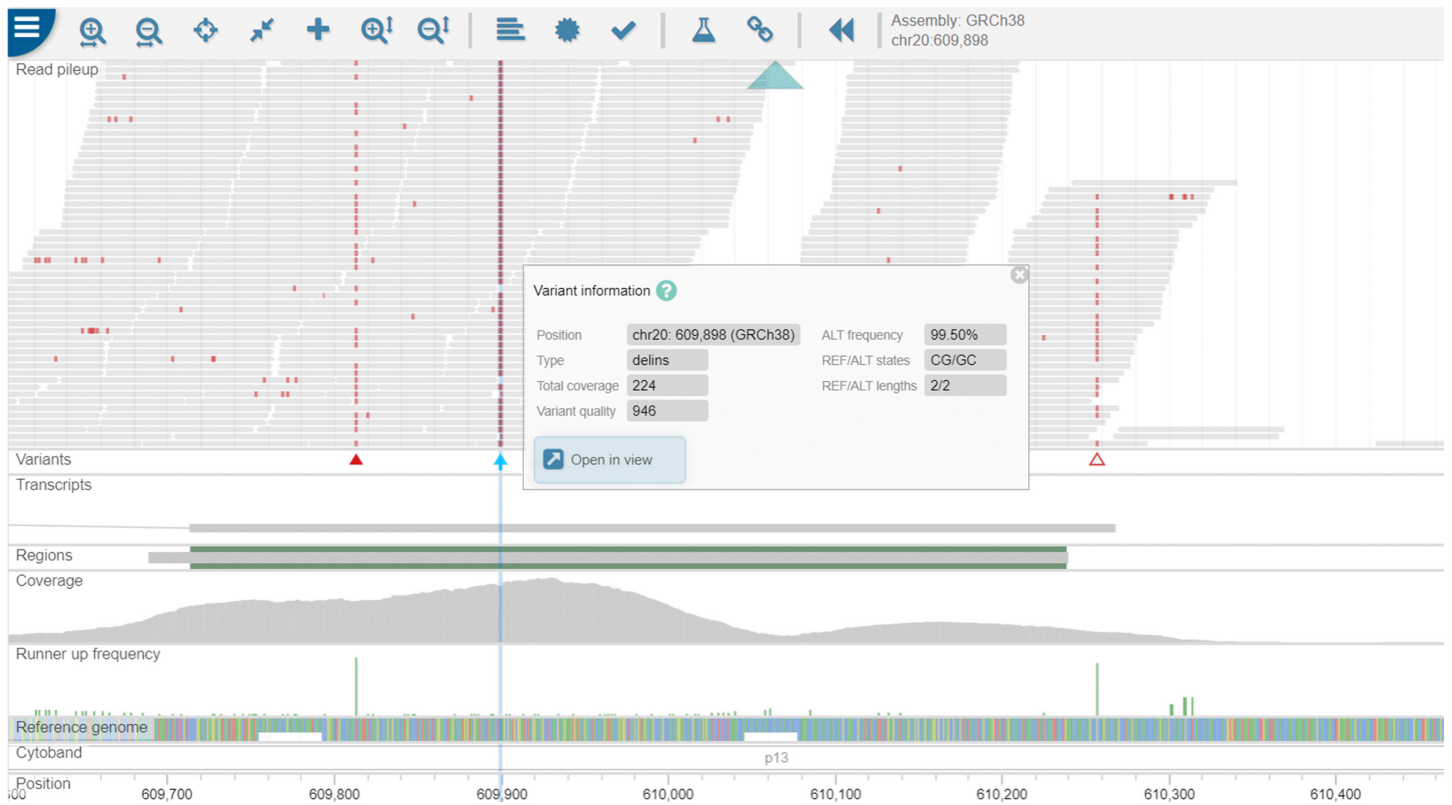 Assembly: GRCh38
chr20:609,898
Read pileup
Variant information ?
Position chr20: 609,898 (GRCh38) ALT frequency 99.50%
Type delins REF/ALT states CG/GC
Total coverage 224 REF/ALT lengths 2/2
Variant quality 946
Open in view
Variants
Transcripts
Regions
Coverage
Runner up frequency
Reference genome
Cytoband
p13
Position
609,700 609,800 609,900 610,000 610,100 610,200 610,300 610,400